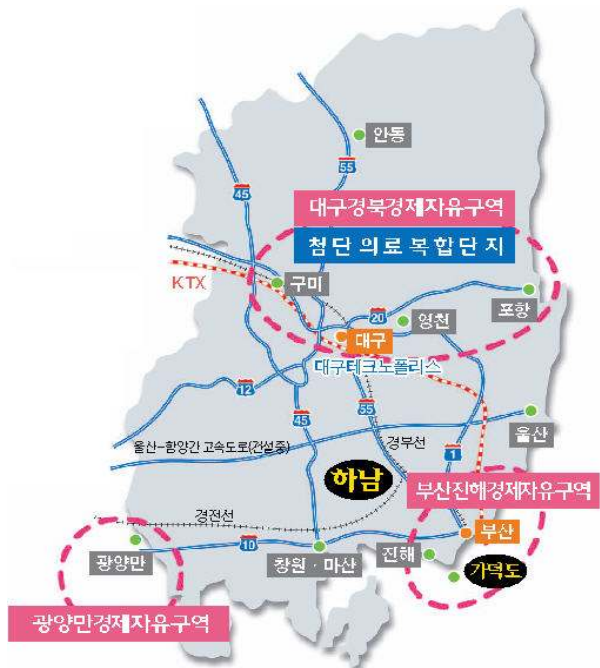 안동
55
45
대구경북경제자유구역
첨단의료복합단지
KTX
구미
포항
20
영천
대구
대구테크노폴리스
12
45
55
울산
울산-함양간 고속도로(건설중)
경부선
1
하남
부산진해경제자유구역
경전선
부산
광양만
10
창원·마산
진해
가덕도
광양만경제자유구역